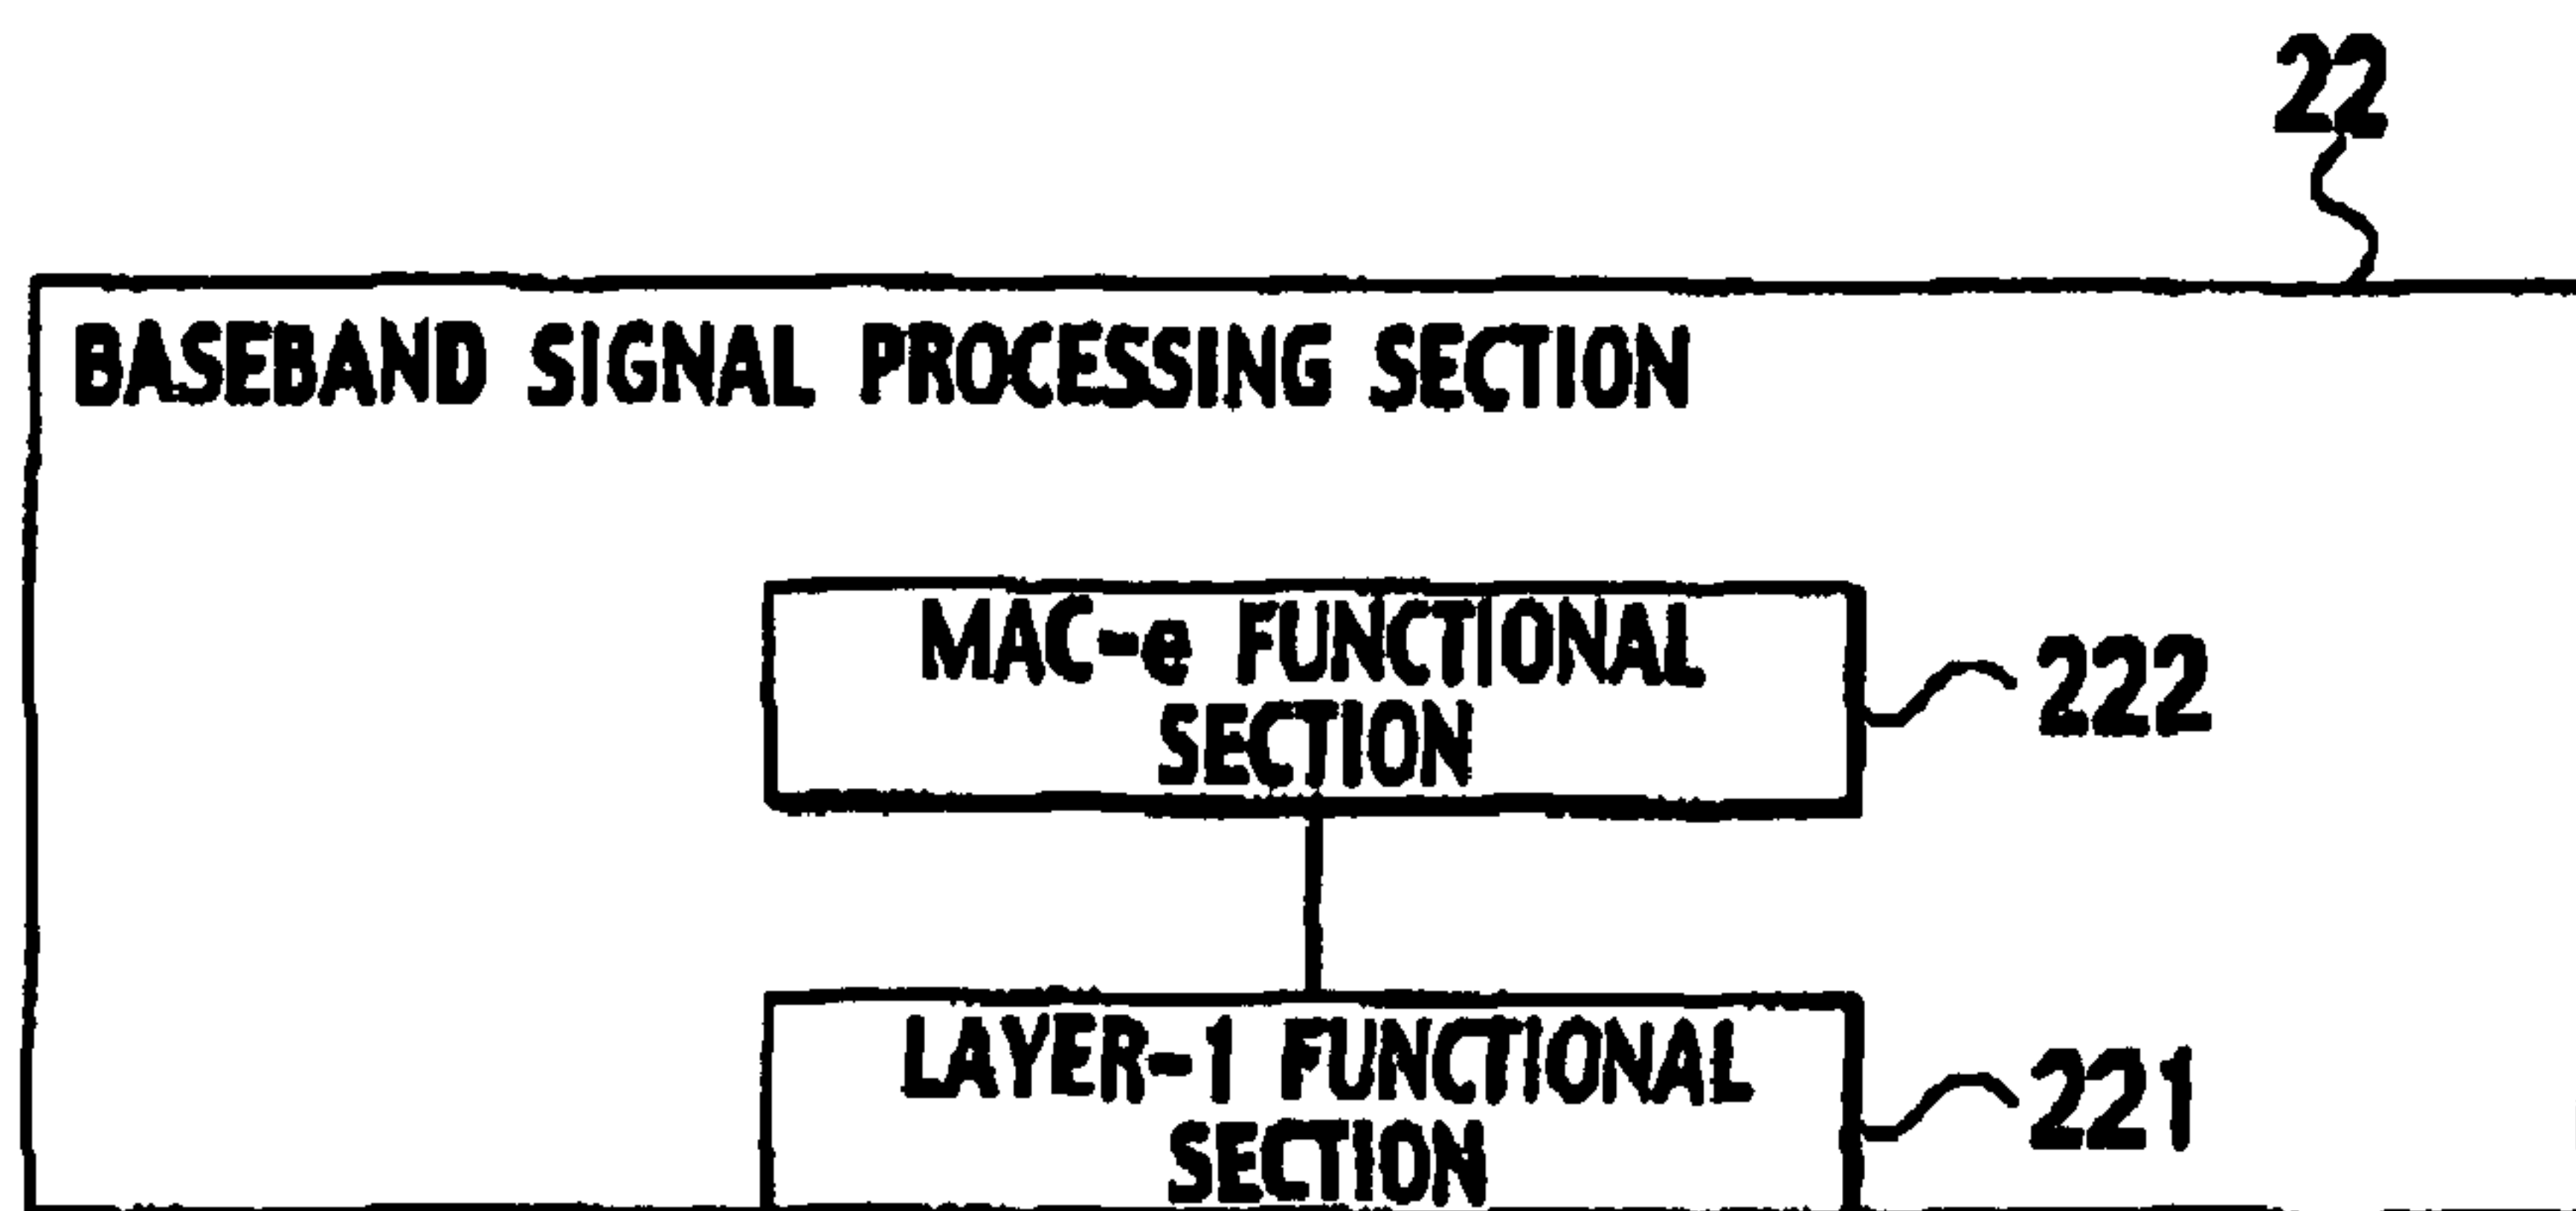 22
BASEBAND SIGNAL PROCESSING SECTION
MAC-e FUNCTIONAL
SECTION
222
LAYER-1 FUNCTIONAL
SECTION
221